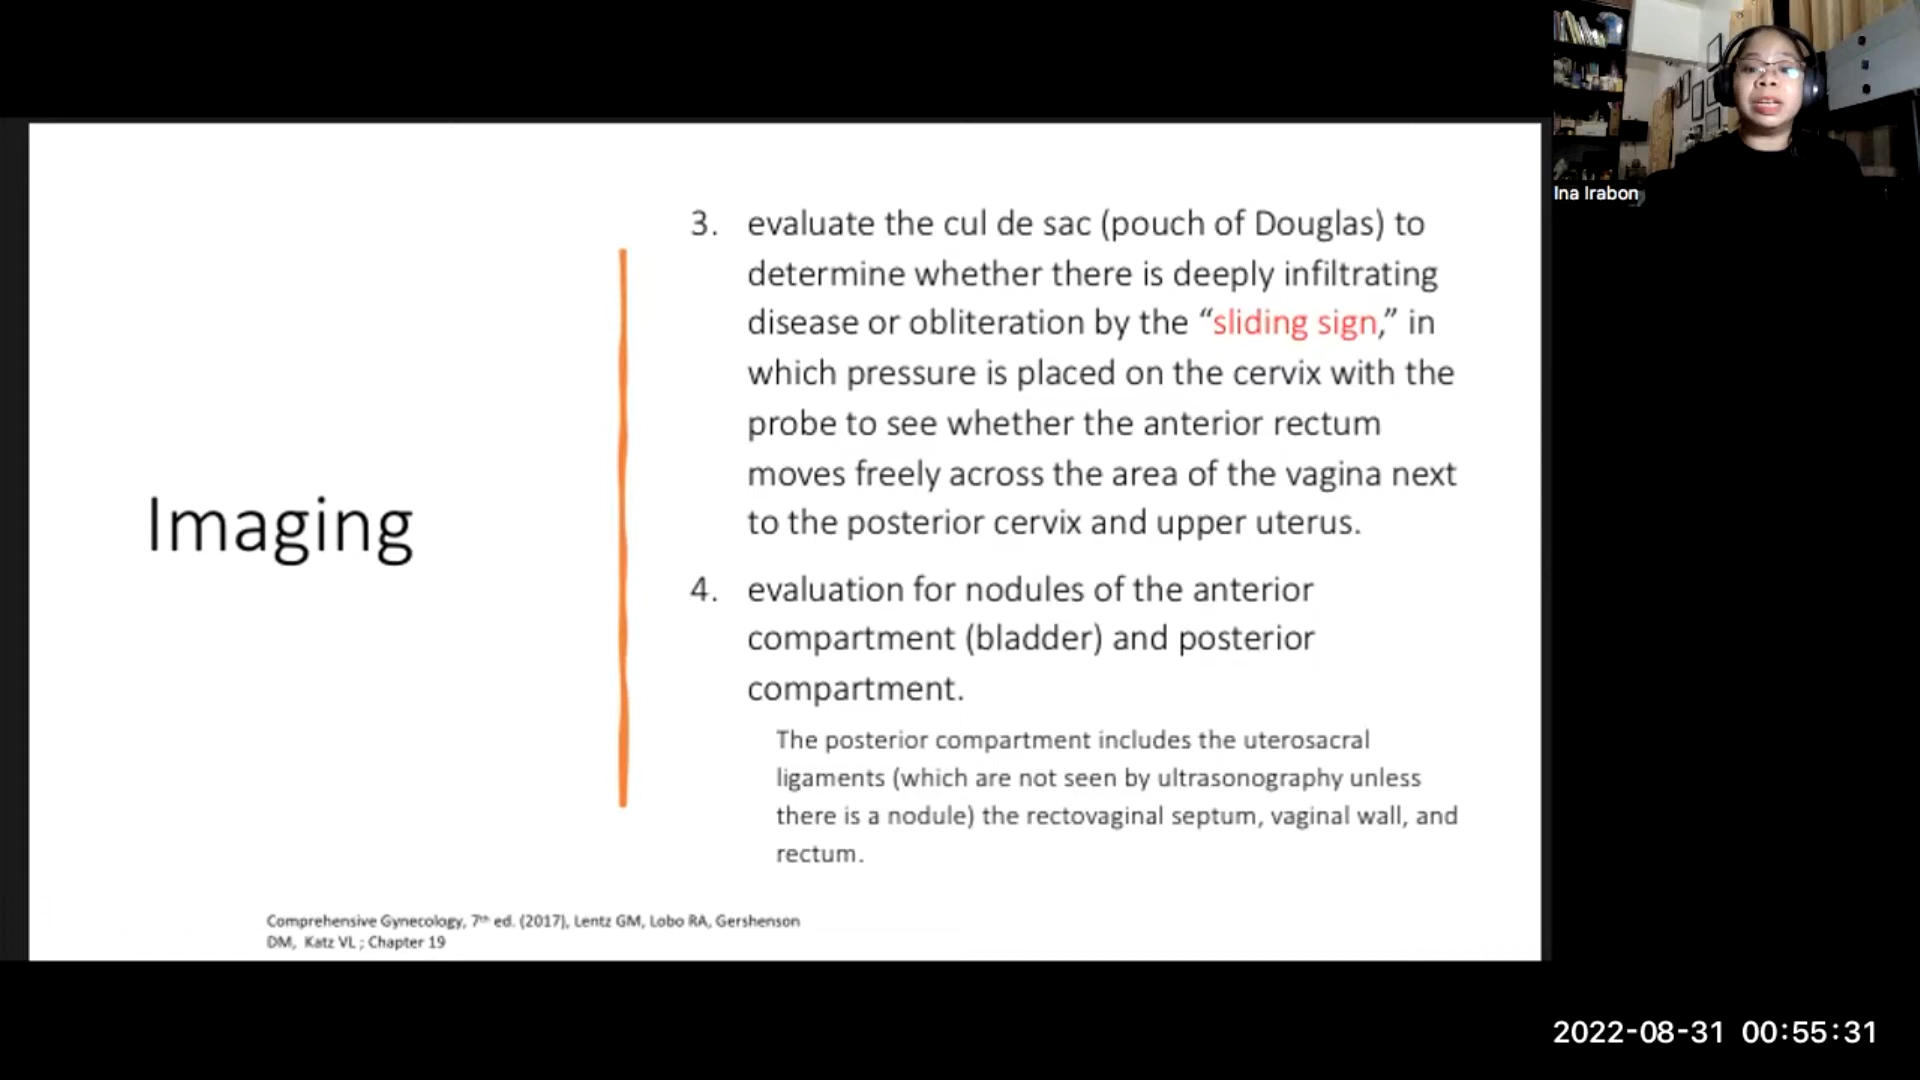 Ina Irabon
Imaging
3. evaluate the cul de sac (pouch of Douglas) to
determine whether there is deeply infiltrating
disease or obliteration by the “sliding sign,” in
which pressure is placed on the cervix with the
probe to see whether the anterior rectum
moves freely across the area of the vagina next
to the posterior cervix and upper uterus.
4. evaluation for nodules of the anterior
compartment (bladder) and posterior
compartment.
The posterior compartment includes the uterosacral
ligaments (which are not seen by ultrasonography unless
there is a nodule) the rectovaginal septum, vaginal wall, and
rectum.
Comprehensive Gynecology, 7th ed. (2017), Lentz GM, Lobo RA, Gershenson
DM, Katz VL ; Chapter 19
2022-08-31 00:55:31